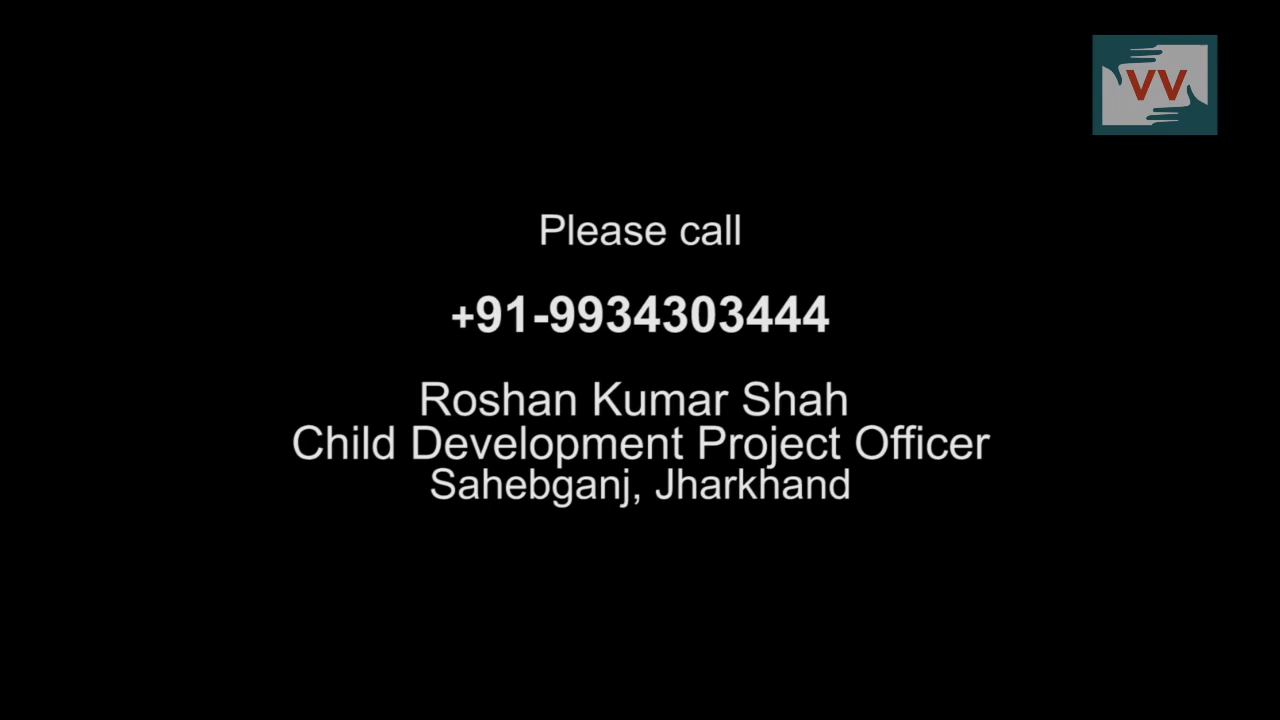 VV
Please call
+91-9934303444
Roshan Kumar Shah
Child Development Project Officer
Sahebganj, Jharkhand